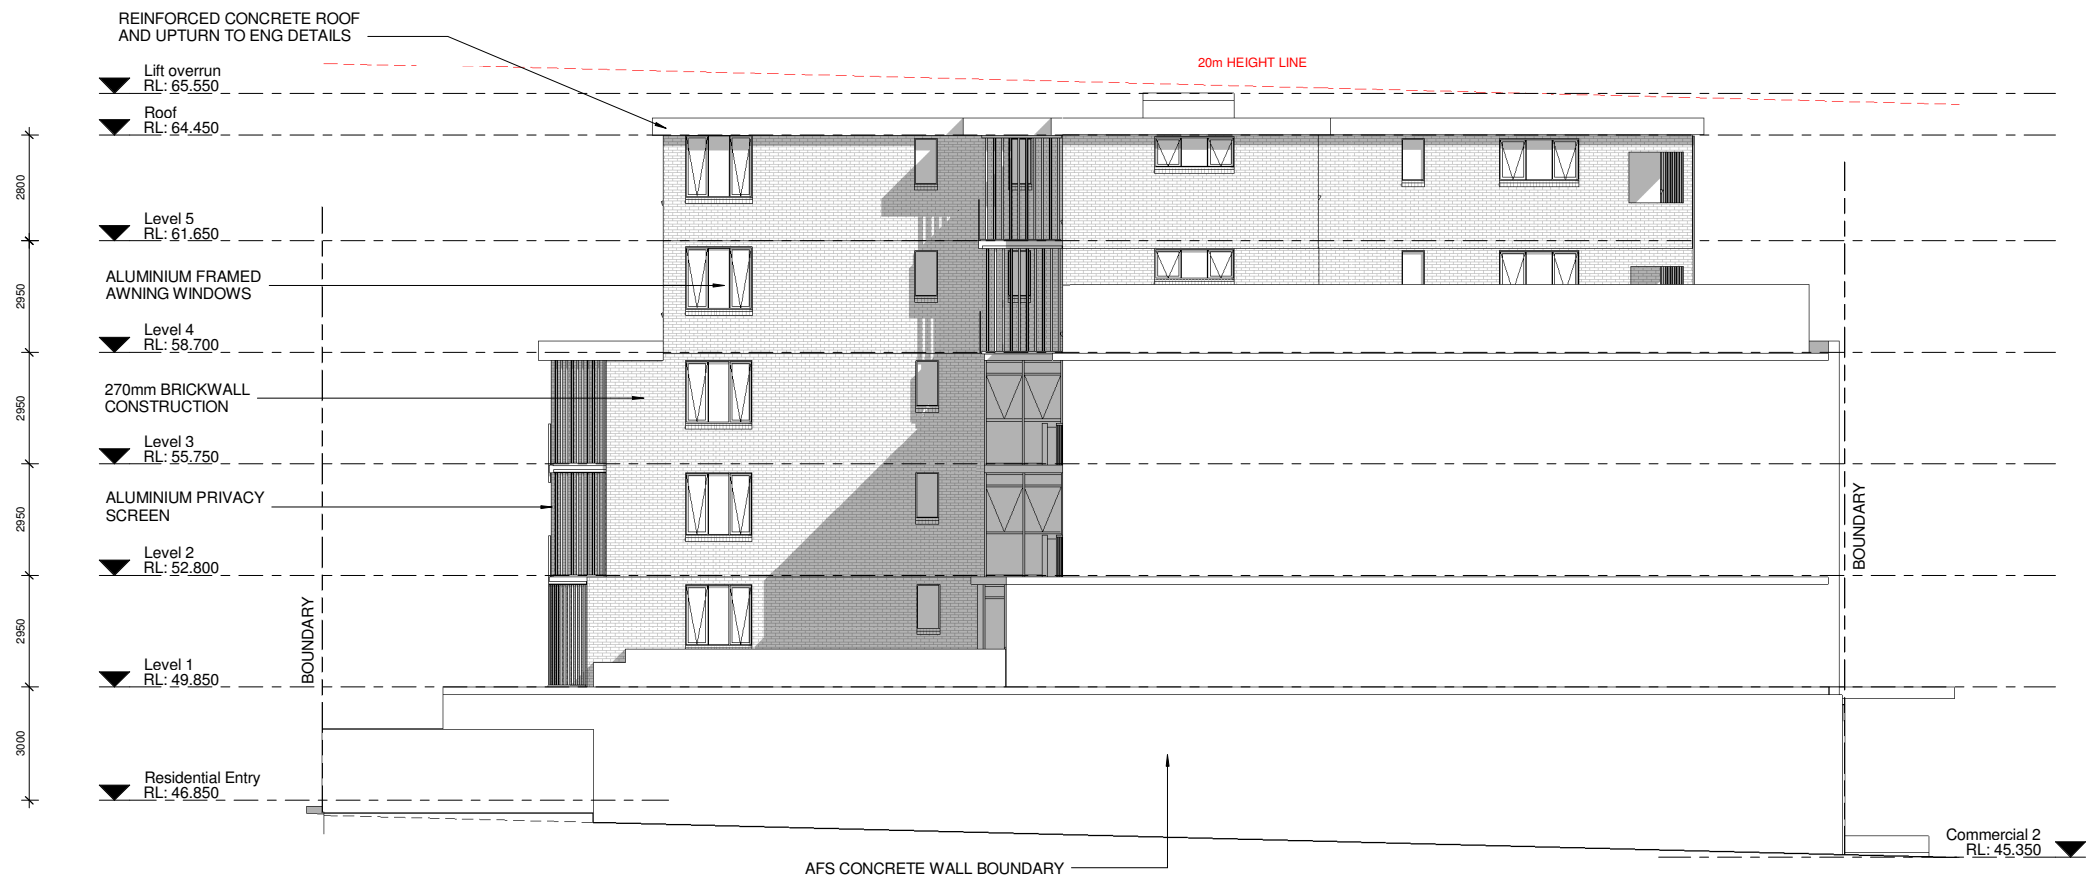 REINFORCED CONCRETE ROOF
AND UPTURN TO ENG DETAILS
20m HEIGHT LINE
Lift overrun
RL: 65.550
Roof
RL: 64.450
2800
Level 5
RL: 61.650
ALUMINIUM FRAMED
AWNING WINDOWS
2950
Level 4
RL: 58.700
270mm BRICKWALL
CONSTRUCTION
2950
Level 3
RL: 55.750
ALUMINIUM PRIVACY
SCREEN
2950
BOUNDARY
Level 2
RL: 52.800
2950
BOUNDARY
Level 1
RL: 49.850
3000
Residential Entry
RL: 46.850
Commercial 2
RL: 45.350
AFS CONCRETE WALL BOUNDARY